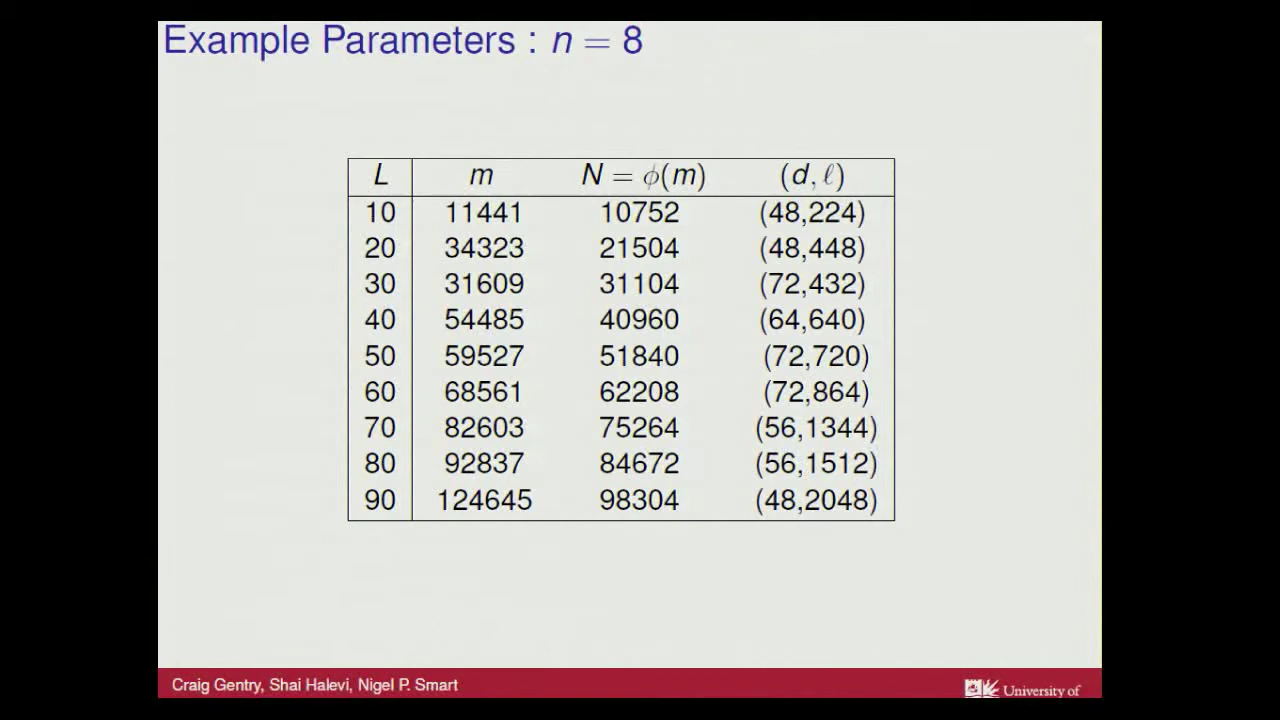 Example Parameters : n = 8
L m N = ϕ(m) (d, ℓ)
10 11441 10752 (48,224)
20 34323 21504 (48,448)
30 31609 31104 (72,432)
40 54485 40960 (64,640)
50 59527 51840 (72,720)
60 68561 62208 (72,864)
70 82603 75264 (56,1344)
80 92837 84672 (56,1512)
90 124645 98304 (48,2048)
Craig Gentry, Shai Halevi, Nigel P. Smart
University of